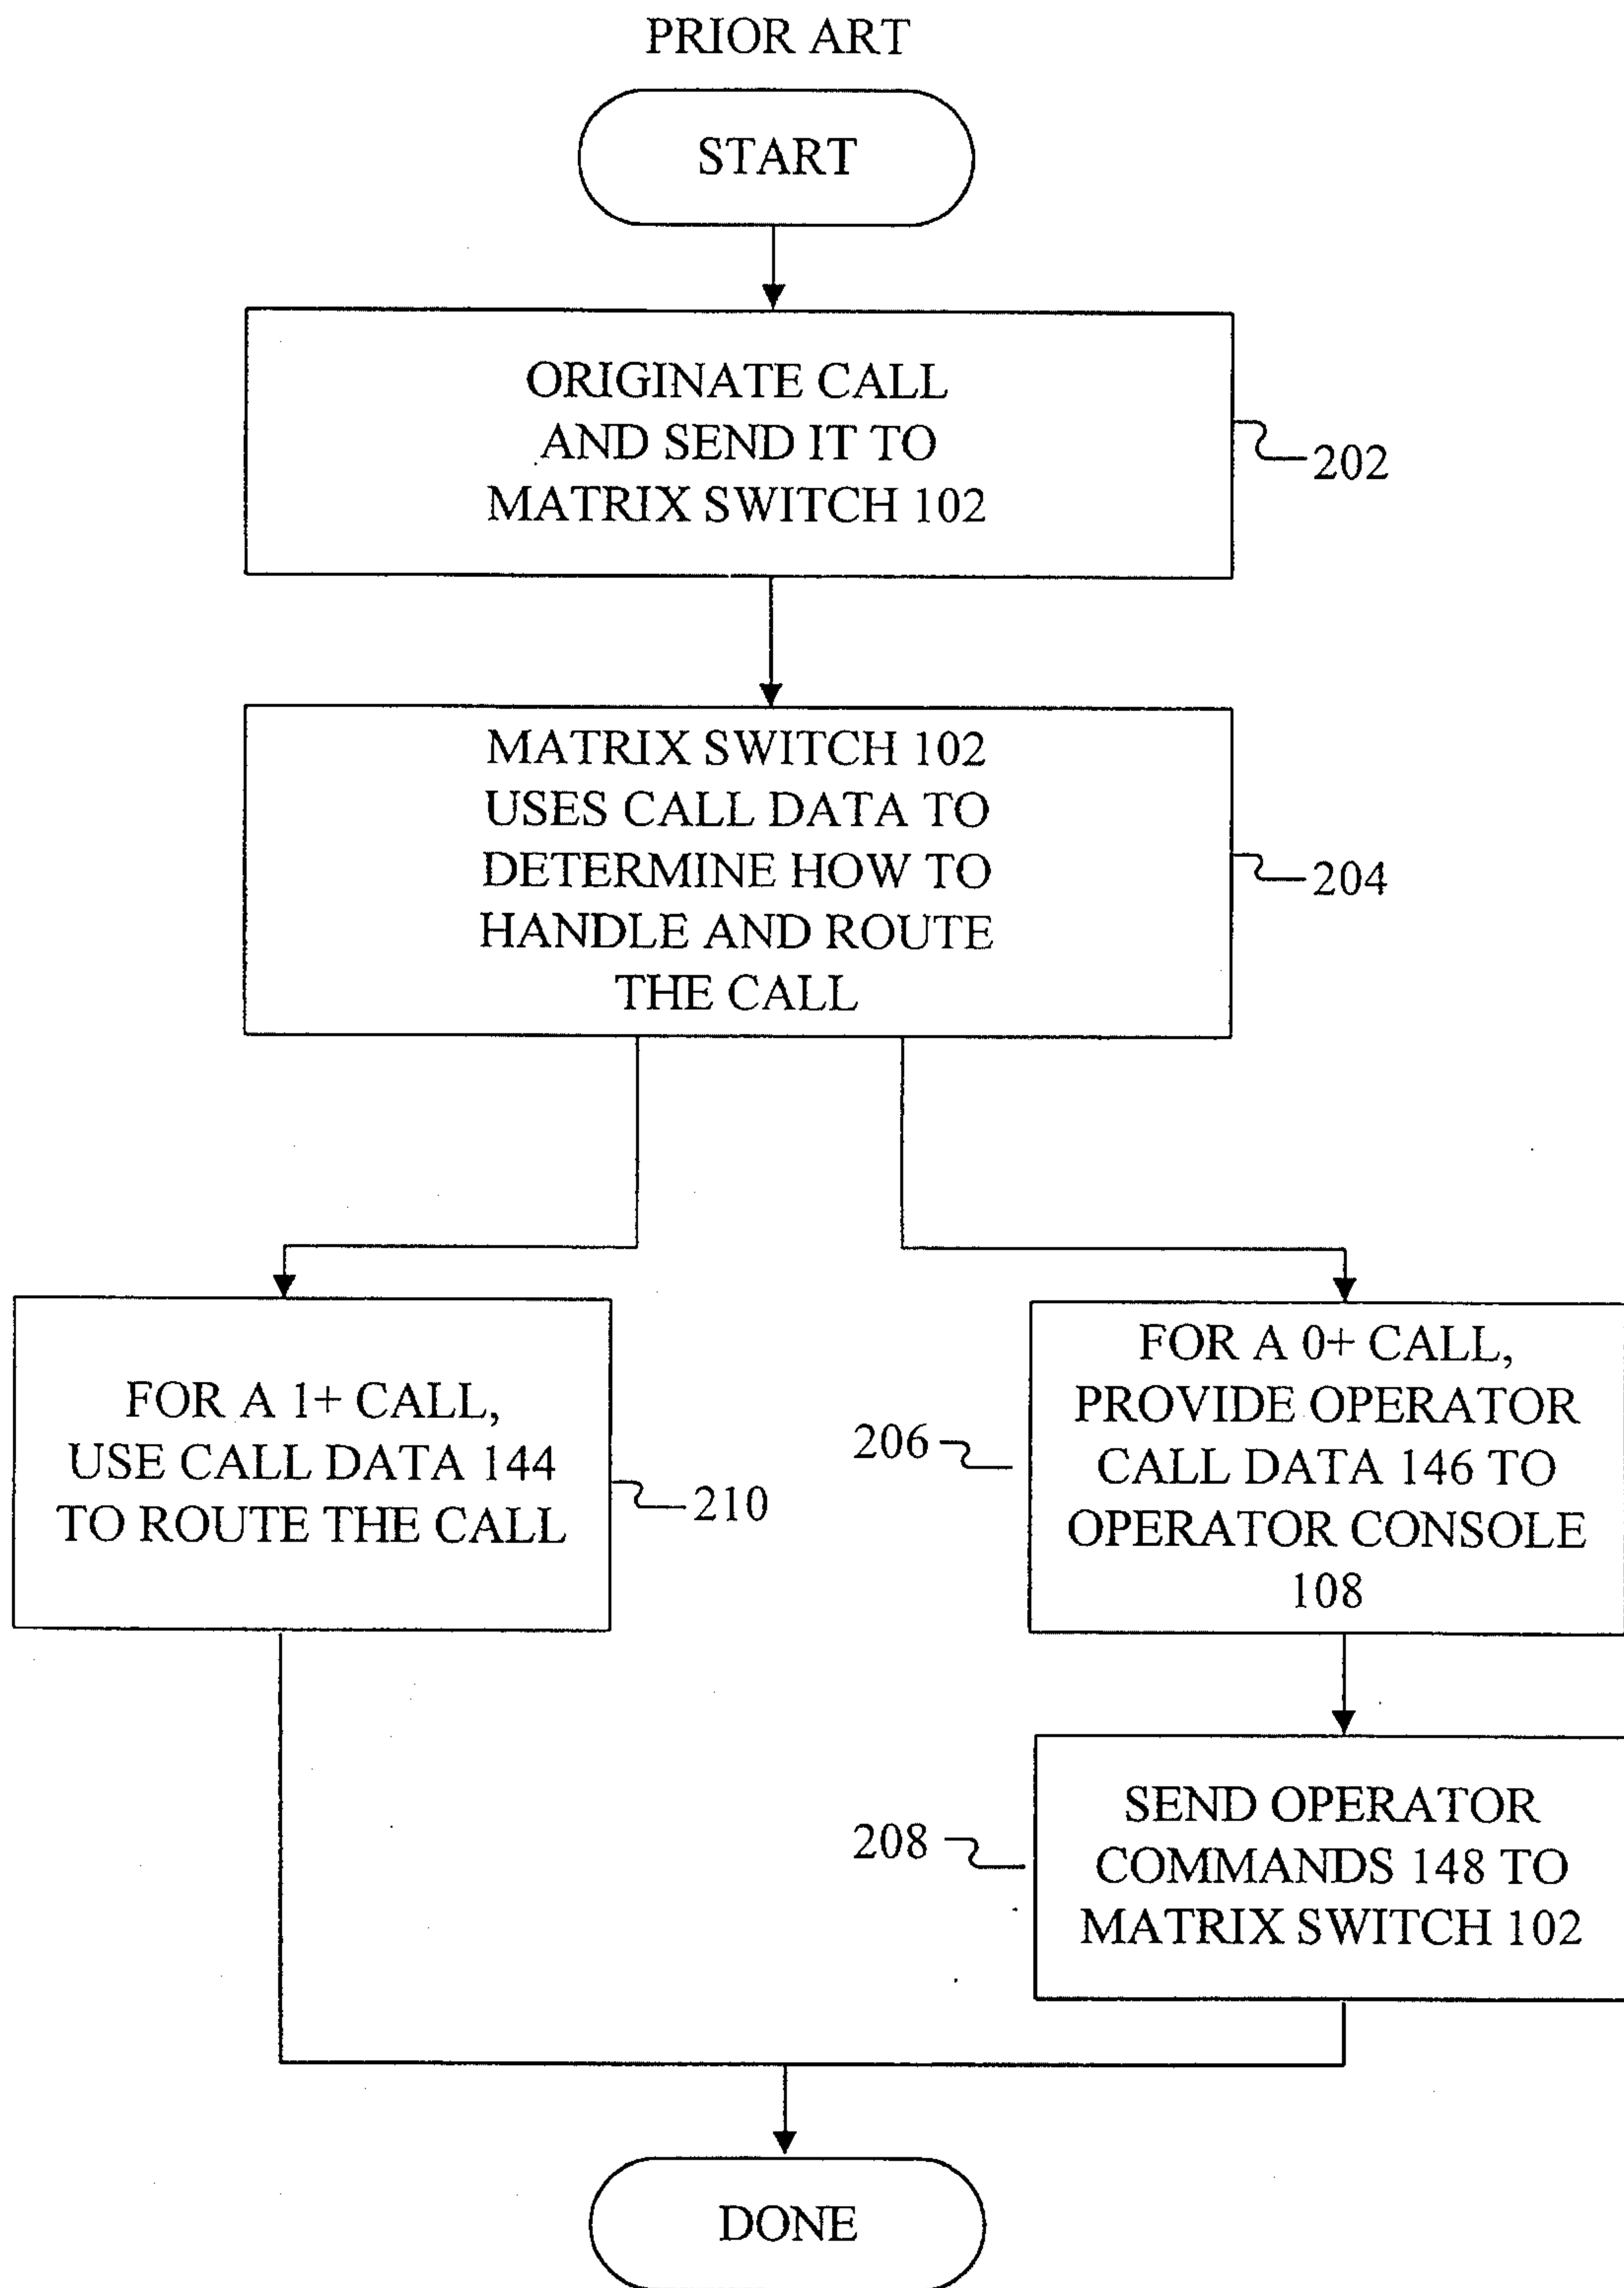 PRIOR ART
START
ORIGINATE CALL
AND SEND IT TO
MATRIX SWITCH 102
202
MATRIX SWITCH 102
USES CALL DATA TO
DETERMINE HOW TO
HANDLE AND ROUTE
THE CALL
204
FOR A 1+ CALL,
USE CALL DATA 144
TO ROUTE THE CALL
210
FOR A 0+ CALL,
PROVIDE OPERATOR
CALL DATA 146 TO
OPERATOR CONSOLE
108
206
SEND OPERATOR
COMMANDS 148 TO
MATRIX SWITCH 102
208
DONE